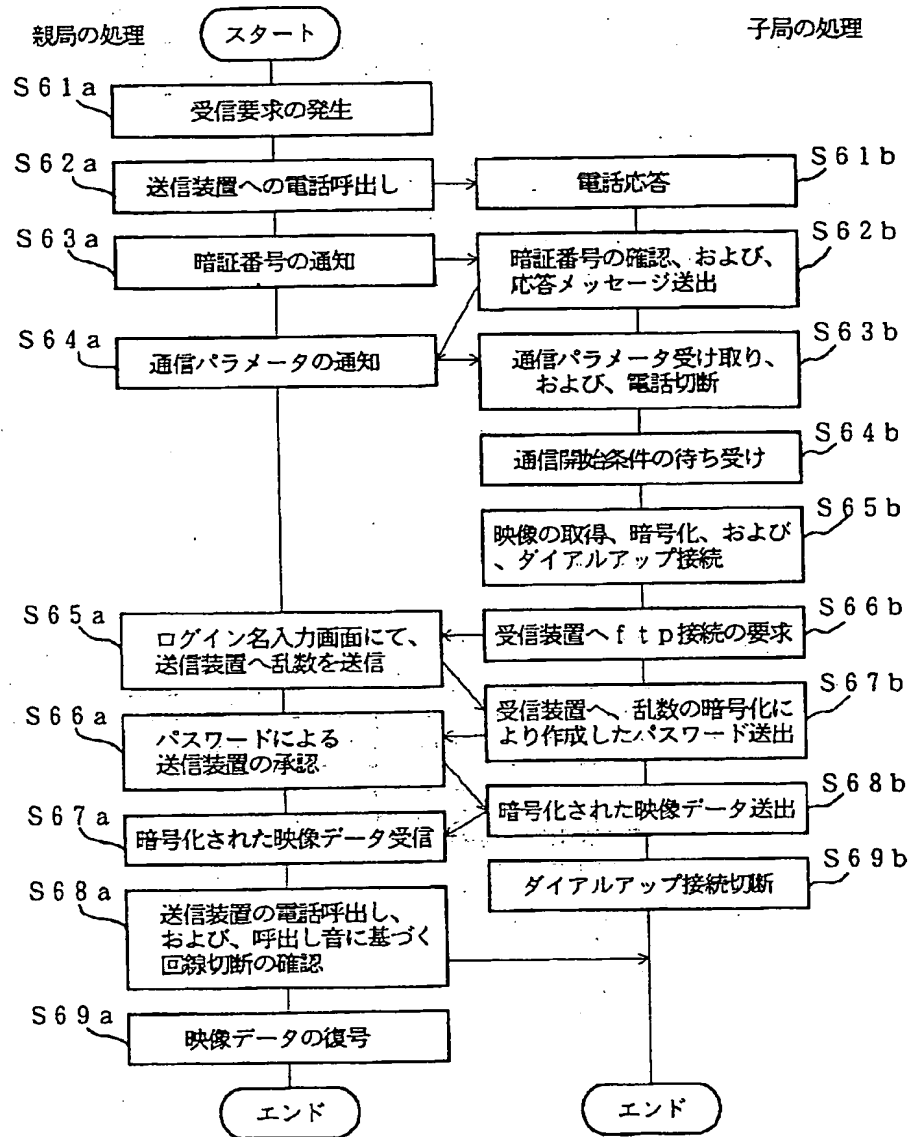 親局の処理
スタート
子局の処理
S61a
受信要求の発生
S62a
送信装置への電話呼出し
S61b
電話応答
S63a
暗証番号の通知
S62b
暗証番号の確認、および、
応答メッセージ送出
S64a
通信パラメータの通知
S63b
通信パラメータ受け取り、
および、電話切断
S64b
通信開始条件の待ち受け
S65b
映像の取得、暗号化、および
、ダイアルアップ接続
S65a
ログイン名入力画面にて、
送信装置へ乱数を送信
S66b
受信装置へftp接続の要求
S67b
受信装置へ、乱数の暗号化に
より作成したパスワード送出
S66a
パスワードによる
送信装置の承認
S68b
暗号化された映像データ送出
S67a
暗号化された映像データ受信
S69b
ダイアルアップ接続切断
S68a
送信装置の電話呼出し、
および、呼出し音に基づく
回線切断の確認
S69a
映像データの復号
エンド
エンド